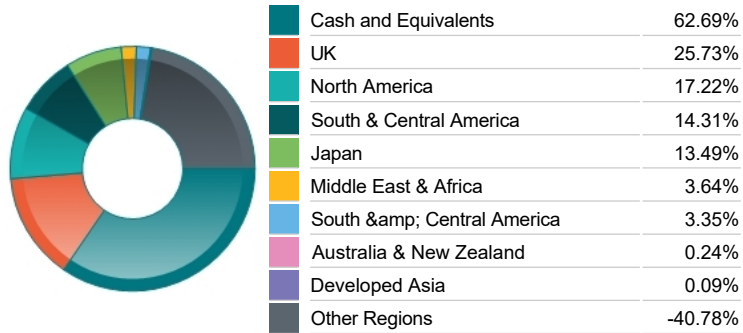 Cash and Equivalents 62.69%
UK 25.73%
North America 17.22%
South & Central America 14.31%
Japan 13.49%
Middle East & Africa 3.64%
South &amp; Central America 3.35%
Australia & New Zealand 0.24%
Developed Asia 0.09%
Other Regions -40.78%